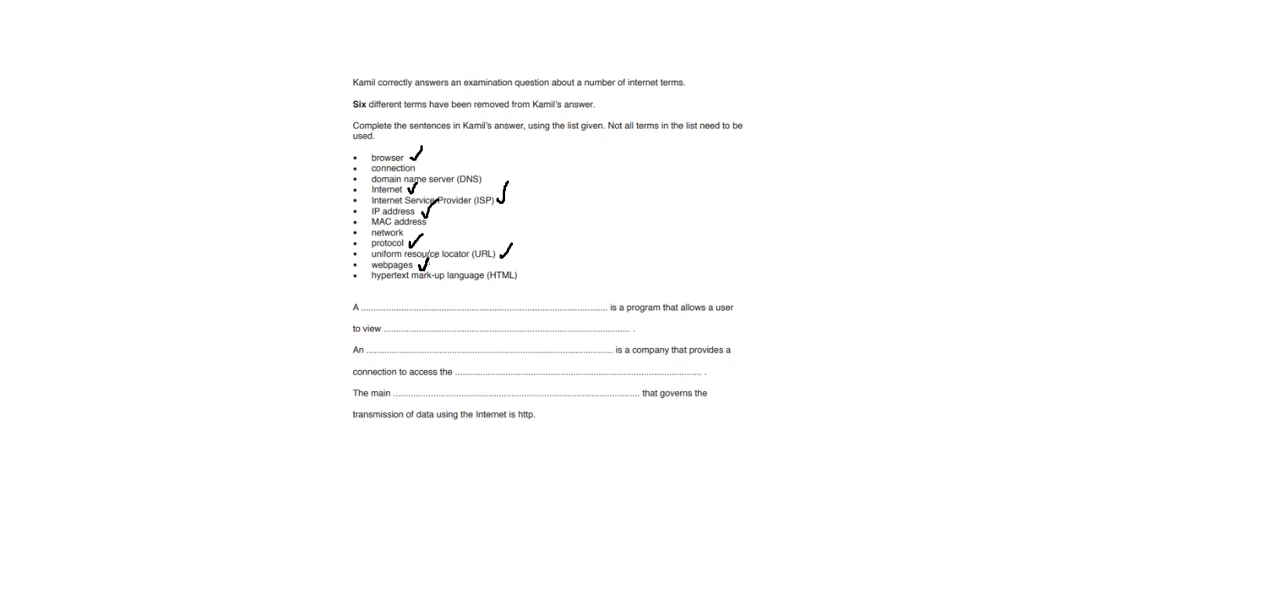 Kamil correctly answers an examination question about a number of internet terms.
Six different terms have been removed from Kamil's answer.
Complete the sentences in Kamil's answer, using the list given. Not all terms in the list need to be
used.
• browser ✓
• connection
• domain name server (DNS)
• Internet ✓
• Internet Service Provider (ISP) ✓
• IP address ✓
• MAC address
• network
• protocol ✓
• uniform resource locator (URL) ✓
• webpages ✓
• hypertext mark-up language (HTML)
A .................................................................................................. is a program that allows a user
to view .................................................................................................. .
An .................................................................................................. is a company that provides a
connection to access the .................................................................................................. .
The main .................................................................................................. that governs the
transmission of data using the Internet is http.